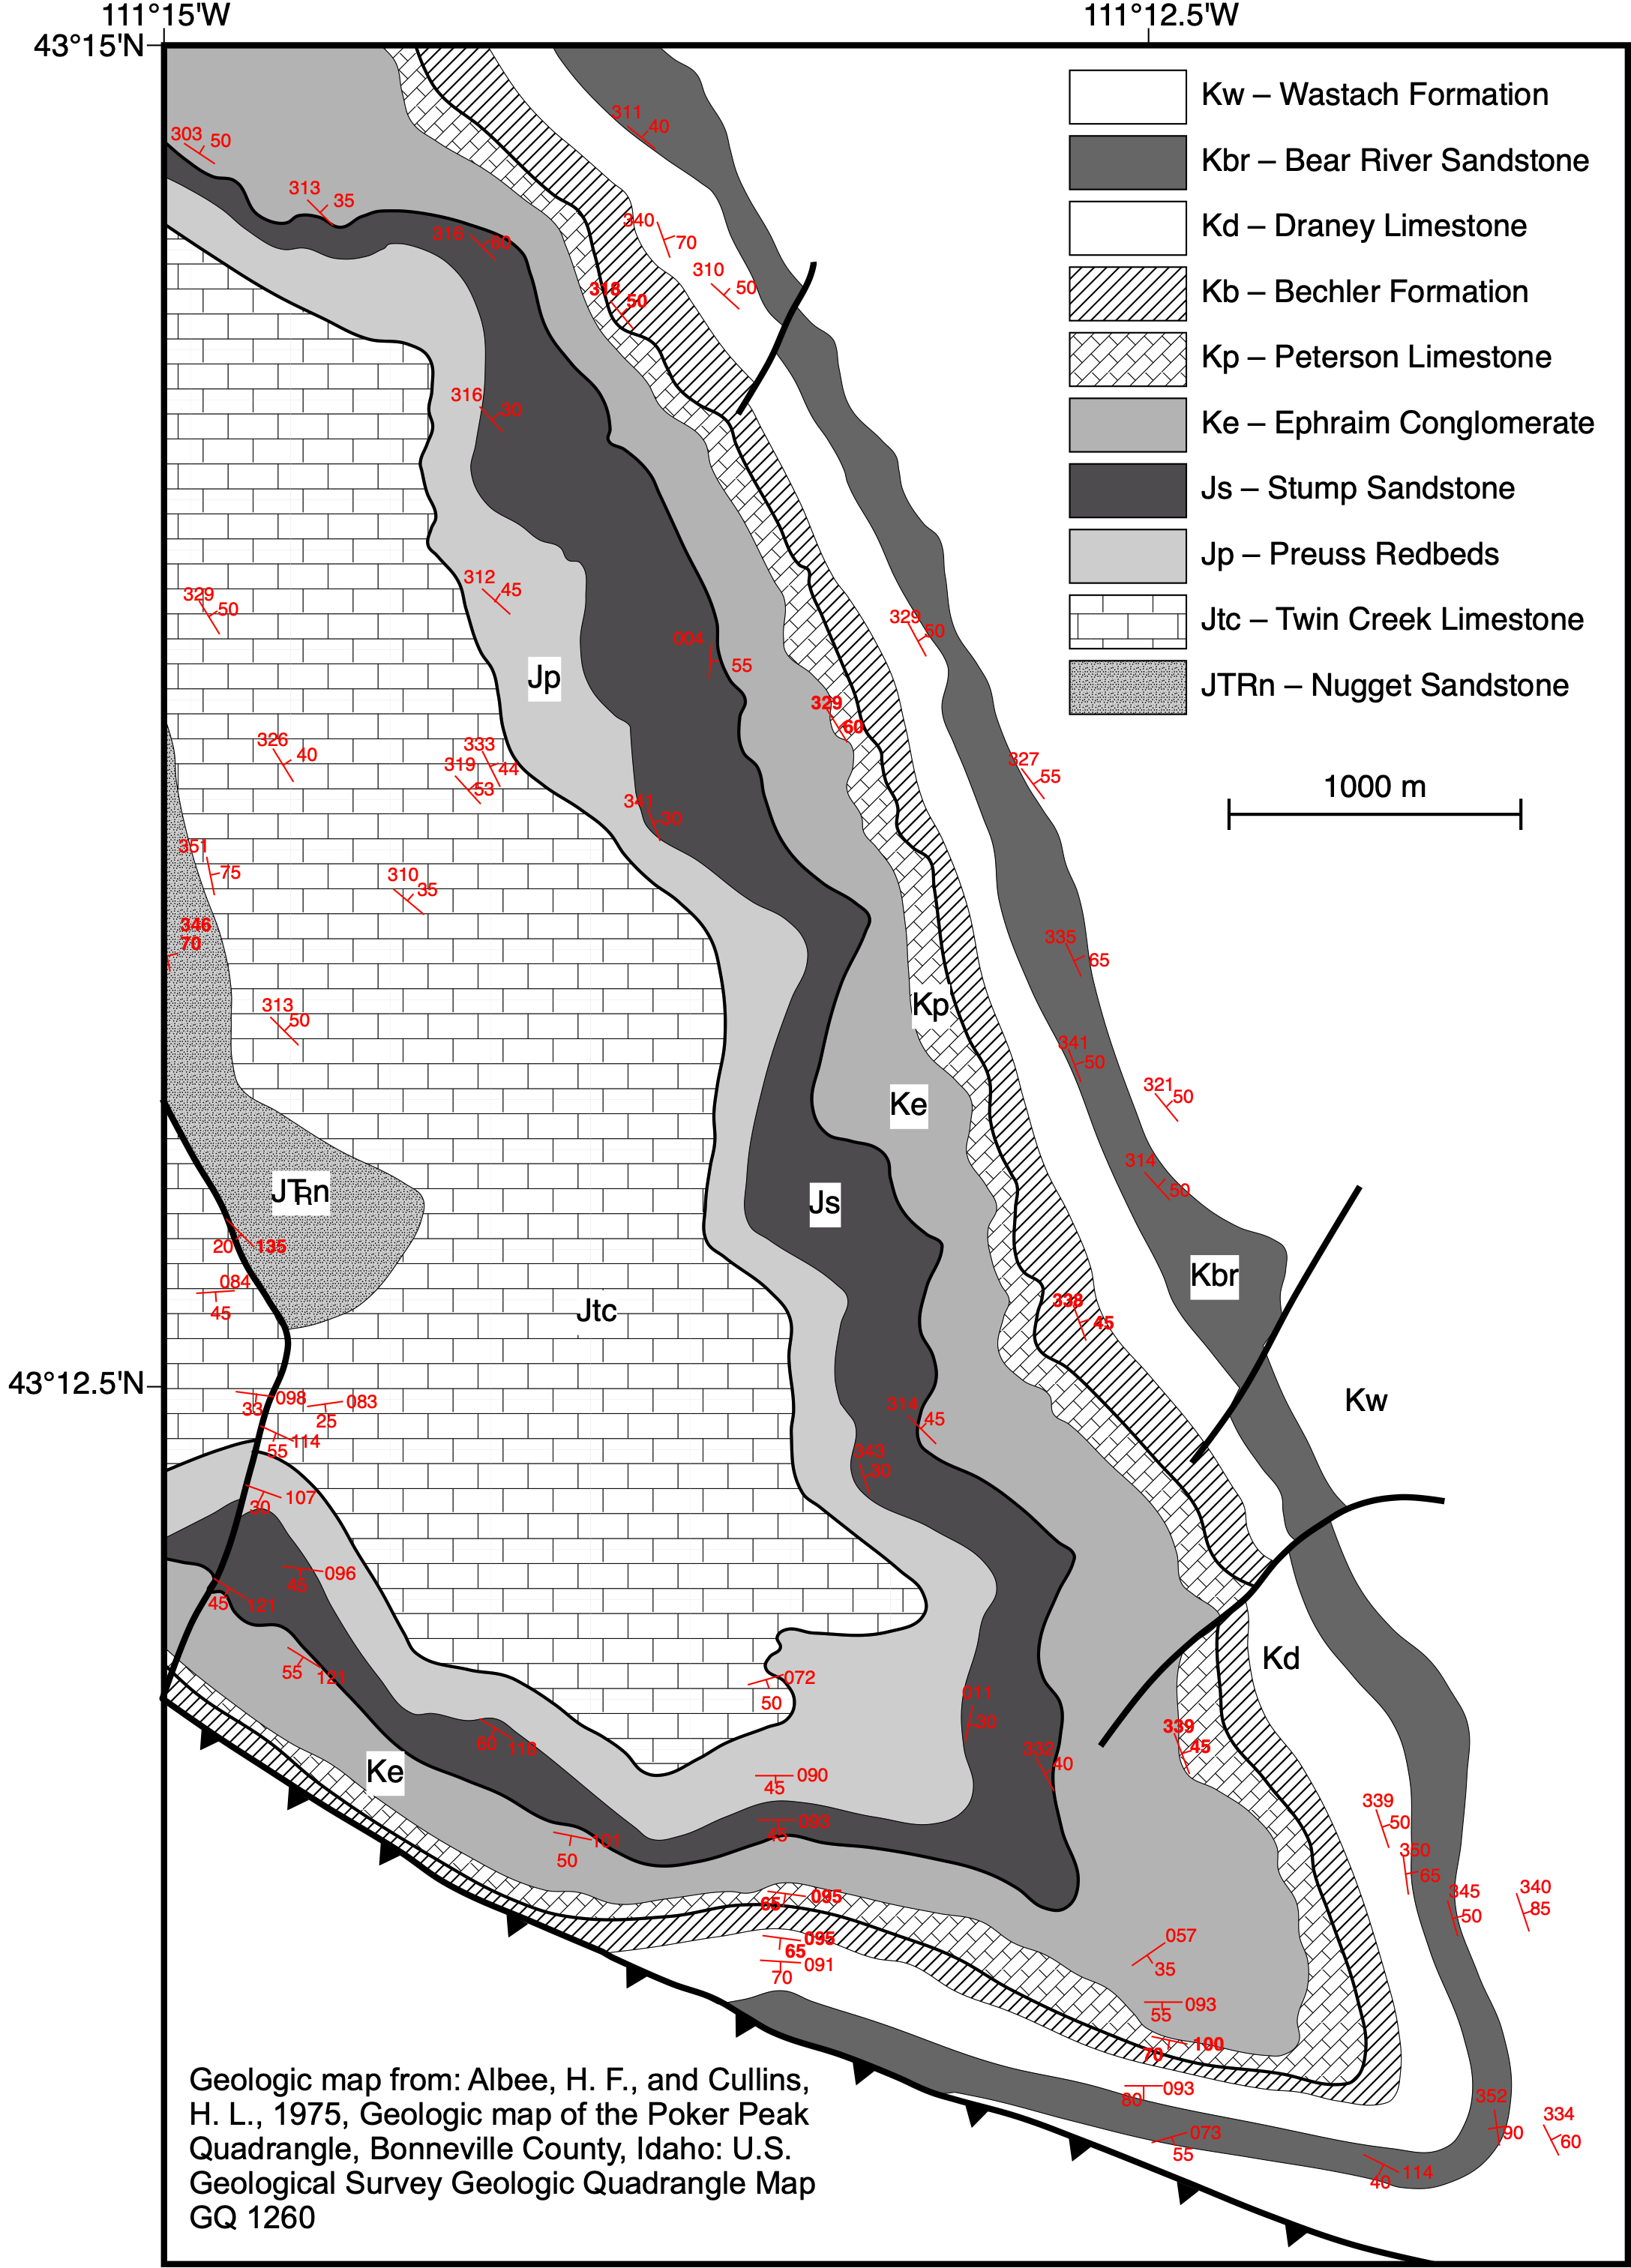 111°15'W
111°12.5'W
43°15'N
Kw – Wastach Formation
Kbr – Bear River Sandstone
Kd – Draney Limestone
Kb – Bechler Formation
Kp – Peterson Limestone
Ke – Ephraim Conglomerate
Js – Stump Sandstone
Jp – Preuss Redbeds
Jtc – Twin Creek Limestone
JTRn – Nugget Sandstone
1000 m
311 40
303 50
313 35
316 60
340 70
310 50
318 50
316 30
312 45
329 50
329 50
004 55
Jp
329 60
326 40
333 44
319 53
327 55
341 30
351 75
310 35
346
70
335 65
313 50
Kp
341 50
321 50
Ke
314 50
JTRn
Js
20 135
Kbr
084
45
Jtc
338 45
43°12.5'N
098
33
083
25
Kw
314 45
114
55
343 30
107
30
096
45
45 121
Kd
55 121
072
50
011 30
339 45
60 118
332 40
Ke
090
45
339 50
093
45
101
50
350 65
345 50
340 85
095
65
095
65
091
70
057
35
093
55
100
70
093
80
352 90
334 60
073
55
114
40
Geologic map from: Albee, H. F., and Cullins,
H. L., 1975, Geologic map of the Poker Peak
Quadrangle, Bonneville County, Idaho: U.S.
Geological Survey Geologic Quadrangle Map
GQ 1260